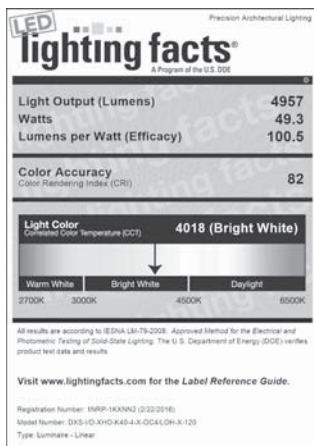 Precision Architectural Lighting
LED
lighting facts®
A Program of the U.S. DOE
Light Output (Lumens) 4957
Watts 49.3
Lumens per Watt (Efficacy) 100.5
Color Accuracy
Color Rendering Index (CRI) 82
Light Color
Correlated Color Temperature (CCT) 4018 (Bright White)
Warm White Bright White Daylight
2700K 3000K 4500K 6500K
All results are according to IESNA LM-79-2008: Approved Method for the Electrical and
Photometric Testing of Solid-State Lighting. The U.S. Department of Energy (DOE) verifies
product test data and results.
Visit www.lightingfacts.com for the Label Reference Guide.
Registration Number: INRP-1KXNN2 (2/22/2016)
Model Number: DXS-I/O-XHO-K40-4-X-OC4/LOH-X-120
Type: Luminaire - Linear